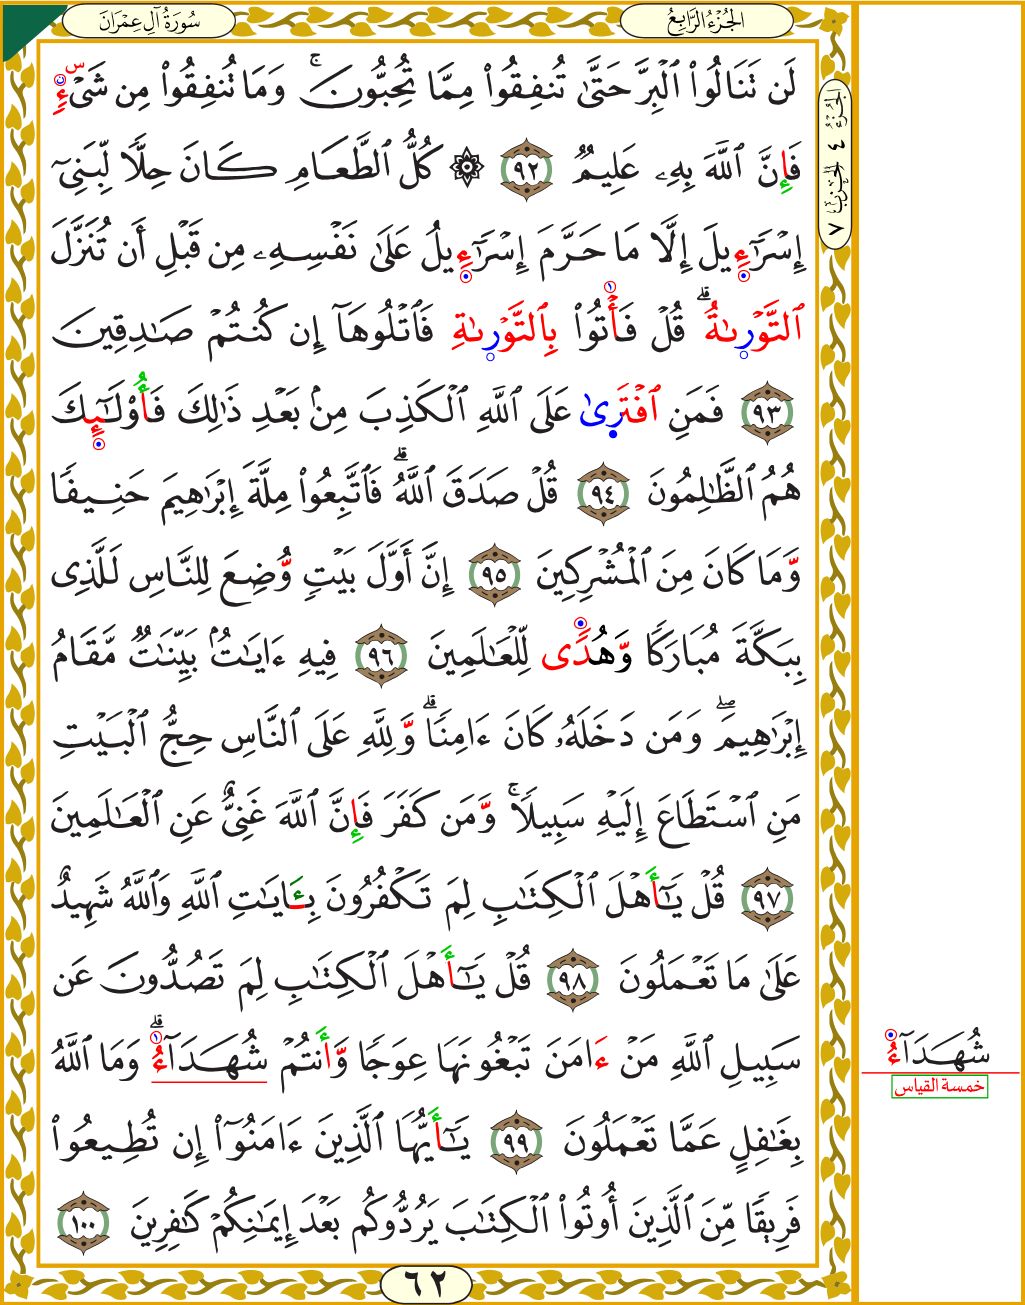 سُورَةُ آلِ عِمْرَانَ
الجُزْءُ الرَّابِعُ
لَن تَنَالُوا۟ ٱلْبِرَّ حَتَّىٰ تُنفِقُوا۟ مِمَّا تُحِبُّونَ ۚ وَمَا تُنفِقُوا۟ مِن شَىْءٍ
فَإِنَّ ٱللَّهَ بِهِۦ عَلِيمٌ ٩٢ ۞ كُلُّ ٱلطَّعَامِ كَانَ حِلًّا لِّبَنِىٓ
إِسْرَٰٓءِيلَ إِلَّا مَا حَرَّمَ إِسْرَٰٓءِيلُ عَلَىٰ نَفْسِهِۦ مِن قَبْلِ أَن تُنَزَّلَ
ٱلتَّوْرَىٰةُ ۗ قُلْ فَأْتُوا۟ بِٱلتَّوْرَىٰةِ فَٱتْلُوهَآ إِن كُنتُمْ صَـٰدِقِينَ
٩٣ فَمَنِ ٱفْتَرَىٰ عَلَى ٱللَّهِ ٱلْكَذِبَ مِنۢ بَعْدِ ذَٰلِكَ فَأُو۟لَـٰٓئِكَ
هُمُ ٱلظَّـٰلِمُونَ ٩٤ قُلْ صَدَقَ ٱللَّهُ ۗ فَٱتَّبِعُوا۟ مِلَّةَ إِبْرَٰهِيمَ حَنِيفًا
وَّمَا كَانَ مِنَ ٱلْمُشْرِكِينَ ٩٥ إِنَّ أَوَّلَ بَيْتٍ وُّضِعَ لِلنَّاسِ لَلَّذِى
بِبَكَّةَ مُبَارَكًا وَّهُدًى لِّلْعَـٰلَمِينَ ٩٦ فِيهِ ءَايَـٰتٌۢ بَيِّنَـٰتٌ مَّقَامُ
إِبْرَٰهِيمَ ۖ وَمَن دَخَلَهُۥ كَانَ ءَامِنًا ۗ وَّلِلَّهِ عَلَى ٱلنَّاسِ حِجُّ ٱلْبَيْتِ
مَنِ ٱسْتَطَاعَ إِلَيْهِ سَبِيلًا ۚ وَّمَن كَفَرَ فَإِنَّ ٱللَّهَ غَنِىٌّ عَنِ ٱلْعَـٰلَمِينَ
٩٧ قُلْ يَـٰٓأَهْلَ ٱلْكِتَـٰبِ لِمَ تَكْفُرُونَ بِـَٔايَـٰتِ ٱللَّهِ وَٱللَّهُ شَهِيدٌ
عَلَىٰ مَا تَعْمَلُونَ ٩٨ قُلْ يَـٰٓأَهْلَ ٱلْكِتَـٰبِ لِمَ تَصُدُّونَ عَن
سَبِيلِ ٱللَّهِ مَنْ ءَامَنَ تَبْغُونَهَا عِوَجًا وَّأَنتُمْ شُهَدَآءُ ۗ وَمَا ٱللَّهُ
بِغَـٰفِلٍ عَمَّا تَعْمَلُونَ ٩٩ يَـٰٓأَيُّهَا ٱلَّذِينَ ءَامَنُوٓا۟ إِن تُطِيعُوا۟
فَرِيقًا مِّنَ ٱلَّذِينَ أُوتُوا۟ ٱلْكِتَـٰبَ يَرُدُّوكُم بَعْدَ إِيمَـٰنِكُمْ كَـٰفِرِينَ ١٠٠
الجُزْءُ ٤ الحِزْبُ ٧
شُهَدَآءُ
خمسة القياس
٦٢